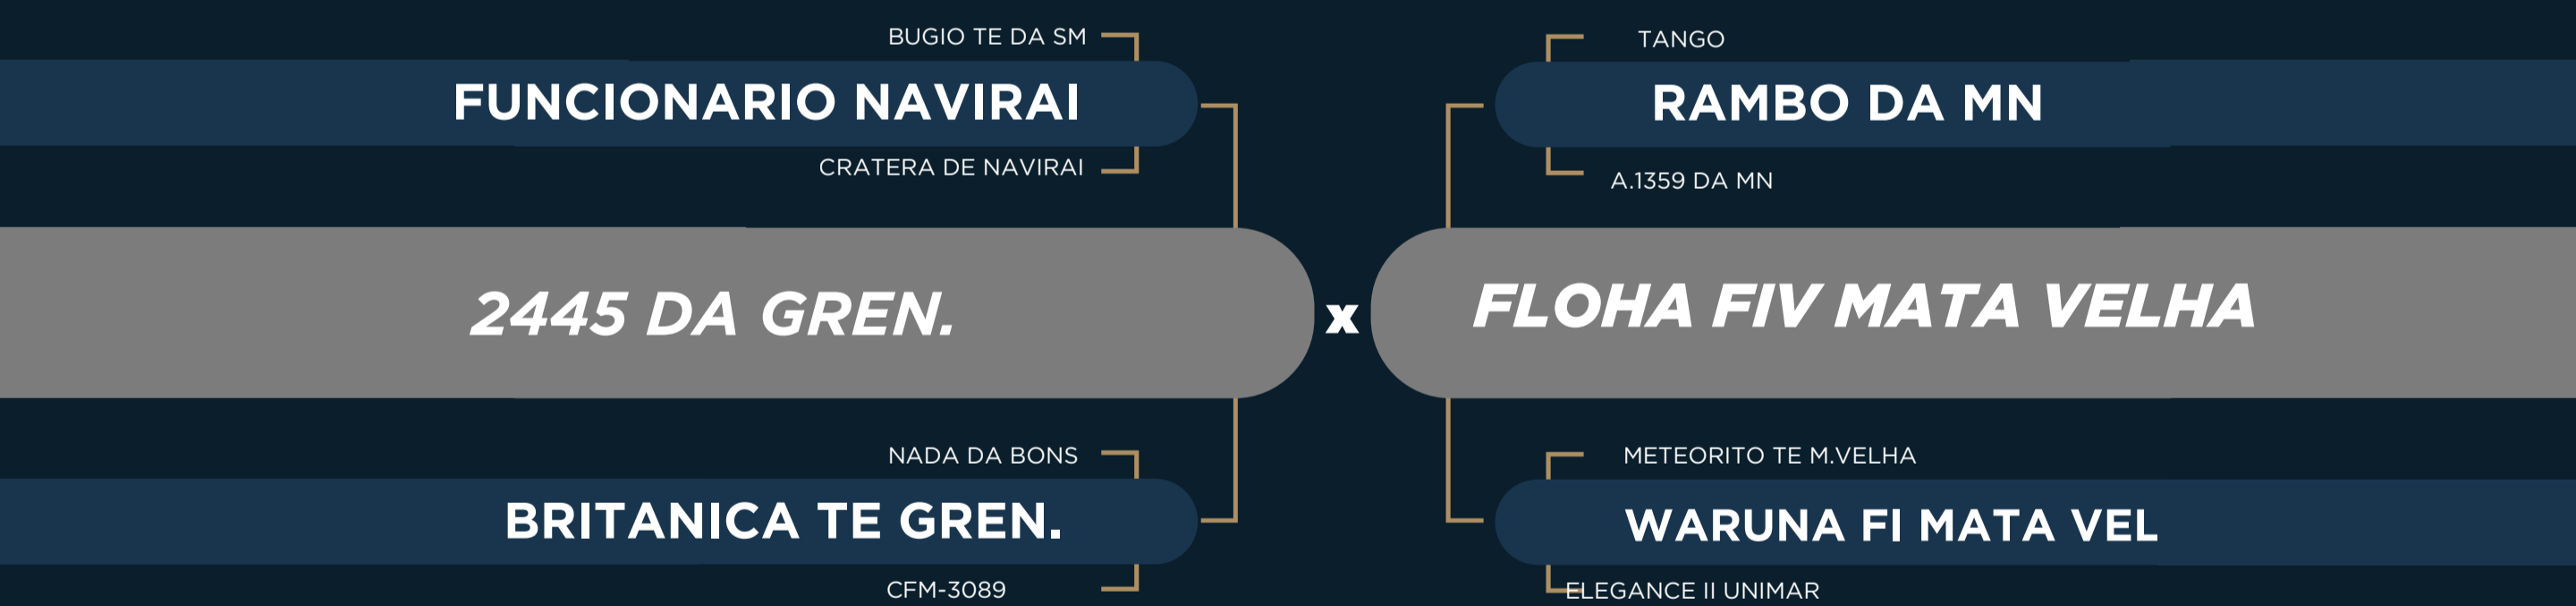 BUGIO TE DA SM
FUNCIONARIO NAVIRAI
CRATERA DE NAVIRAI
2445 DA GREN.
NADA DA BONS
BRITANICA TE GREN.
CFM-3089
x
TANGO
RAMBO DA MN
A.1359 DA MN
FLOHA FIV MATA VELHA
METEORITO TE M.VELHA
WARUNA FI MATA VEL
ELEGANCE II UNIMAR